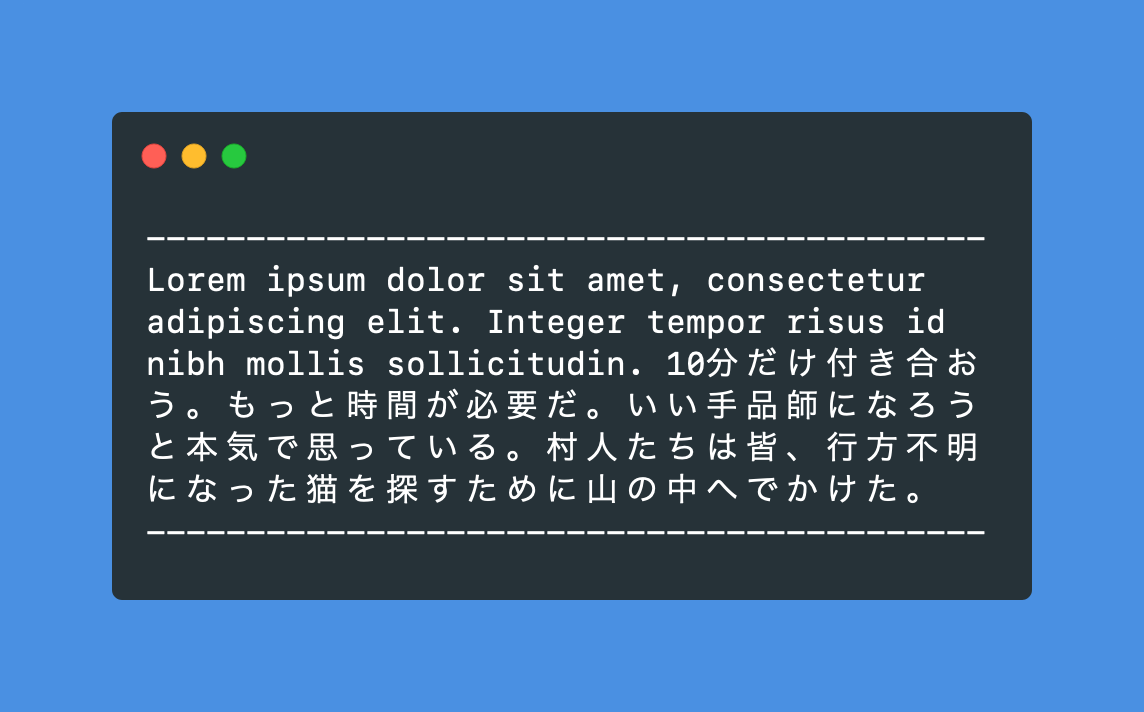 ------------------------------------------
Lorem ipsum dolor sit amet, consectetur
adipiscing elit. Integer tempor risus id
nibh mollis sollicitudin. 10分だけ付き合お
う。もっと時間が必要だ。いい手品師になろう
と本気で思っている。村人たちは皆、行方不明
になった猫を探すために山の中へでかけた。
------------------------------------------